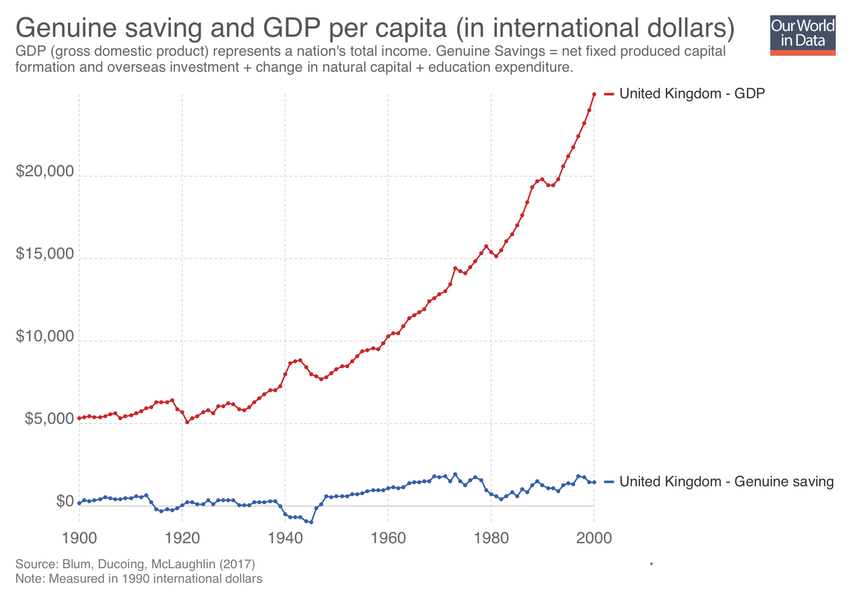 Genuine saving and GDP per capita (in international dollars)
Our World
in Data
GDP (gross domestic product) represents a nation's total income. Genuine Savings = net fixed produced capital
formation and overseas investment + change in natural capital + education expenditure.
United Kingdom - GDP
$20,000
$15,000
$10,000
$5,000
United Kingdom - Genuine saving
$0
1900 1920 1940 1960 1980 2000
Source: Blum, Ducoing, McLaughlin (2017)
Note: Measured in 1990 international dollars